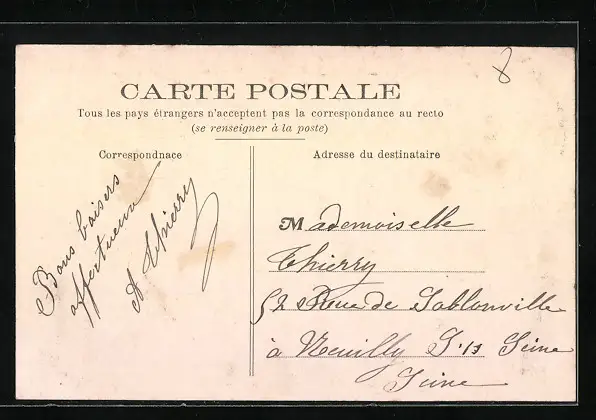 8
CARTE POSTALE
Tous les pays étrangers n'acceptent pas la correspondance au recto
(se renseigner à la poste)
Correspondnace
Adresse du destinataire
Bons baisers
affectueux
A Thierry
Mademoiselle
Thierry
52 Rue de Sablonville
à Neuilly S/s Seine
Seine